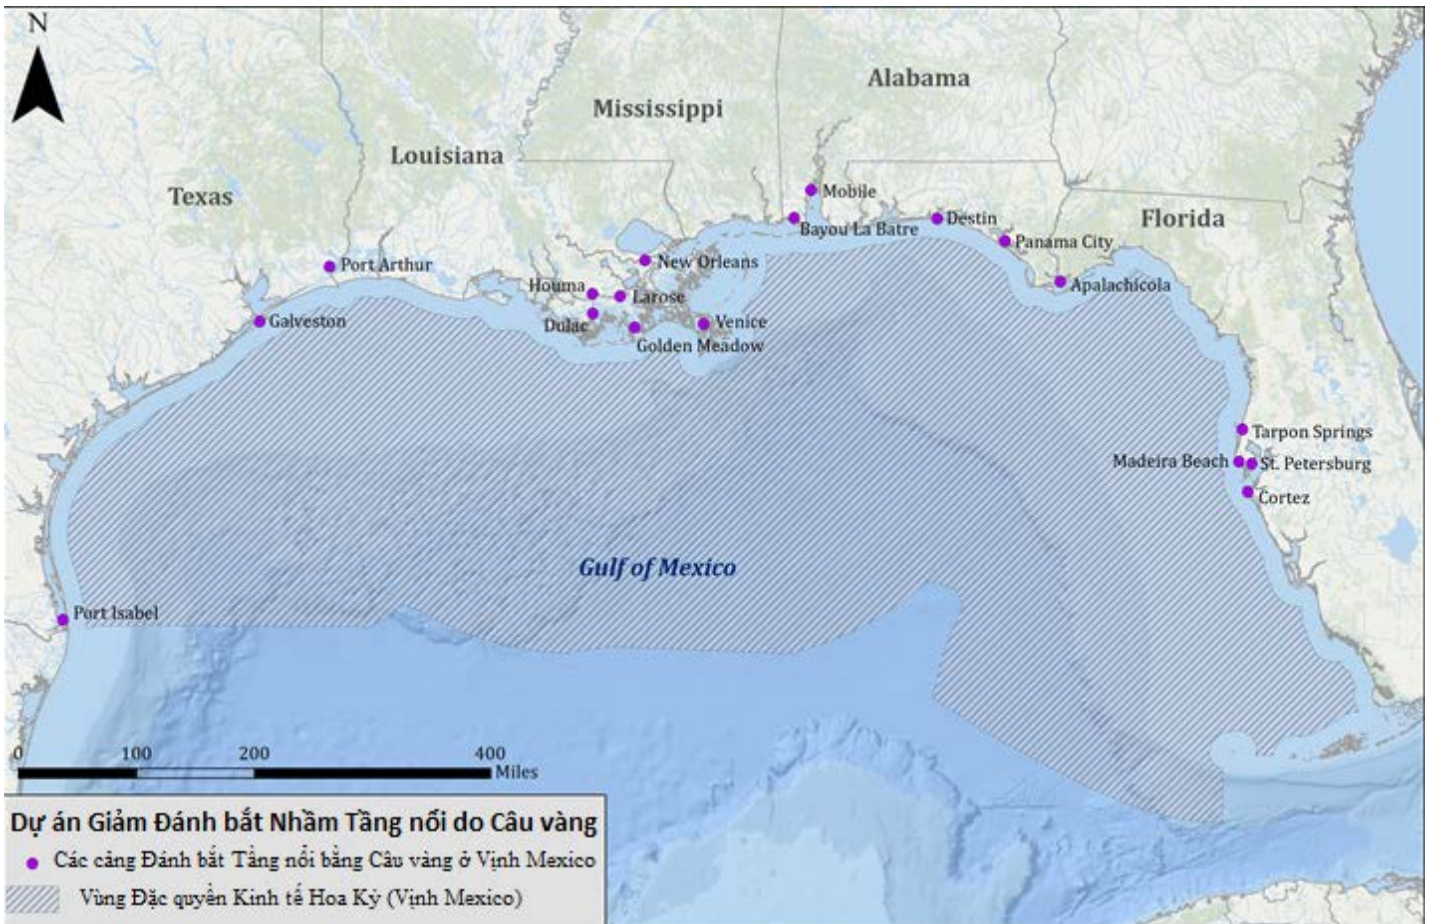 N
Alabama
Mississippi
Louisiana
Texas
Mobile
Florida
Bayou La Batre
Destin
Panama City
Port Arthur
New Orleans
Houma
Larose
Apalachicola
Galveston
Dulac
Venice
Golden Meadow
Tarpon Springs
Madeira Beach
St. Petersburg
Cortez
Gulf of Mexico
Port Isabel
0 100 200 400
Miles
Dự án Giảm Đánh bắt Nhầm Tầng nổi do Câu vàng
Các cảng Đánh bắt Tầng nổi bằng Câu vàng ở Vịnh Mexico
Vùng Đặc quyền Kinh tế Hoa Kỳ (Vịnh Mexico)